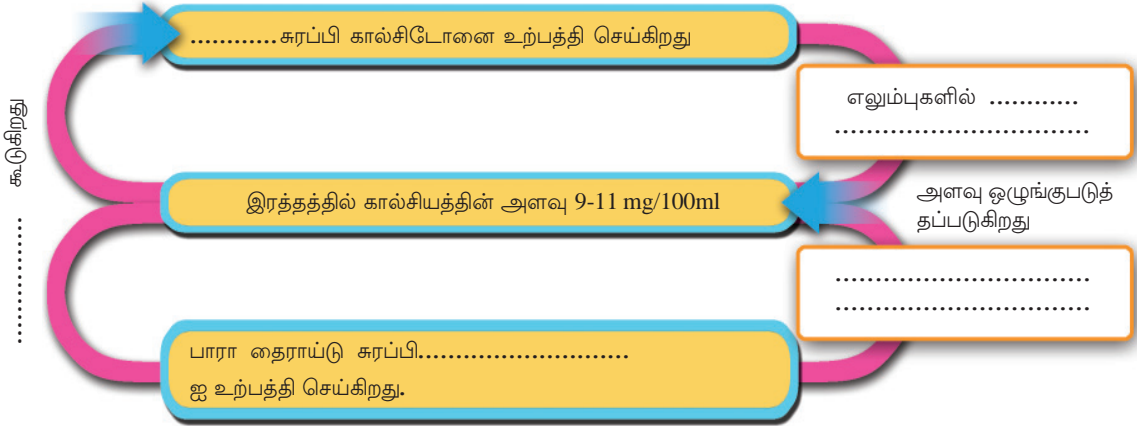 ............சுரப்பி கால்சிடோனை உற்பத்தி செய்கிறது
எலும்புகளில் ............
................................
கூடுகிறது
இரத்தத்தில் கால்சியத்தின் அளவு 9-11 mg/100ml
அளவு ஒழுங்குபடுத்
தப்படுகிறது
................
................................
................................
பாரா தைராய்டு சுரப்பி...........................
ஐ உற்பத்தி செய்கிறது.